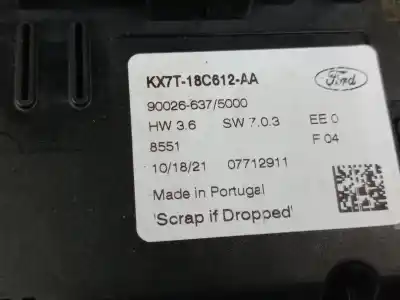 KX7T-18C612-AA
Ford
90026-637/5000
HW 3.6 SW 7.0.3 EE 0
8551 F 04
10/18/21 07712911
Made in Portugal
'Scrap if Dropped'